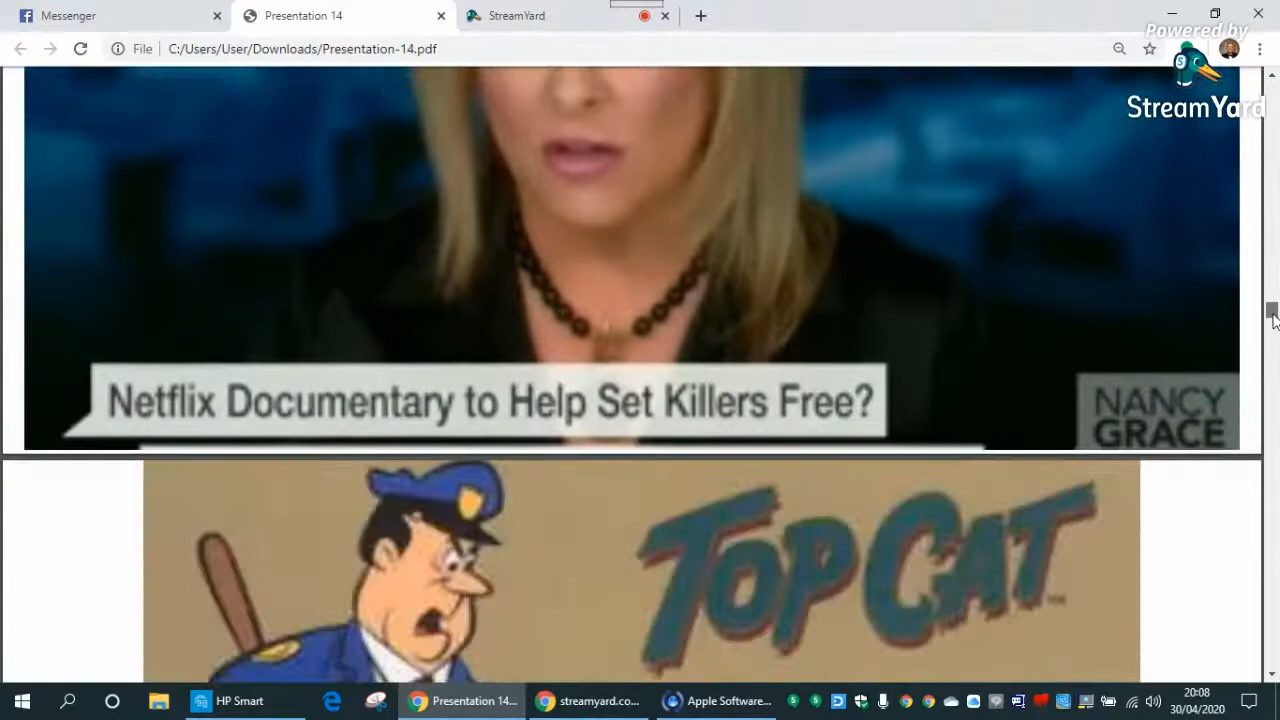 Messenger
Presentation 14
StreamYard
File
C:/Users/User/Downloads/Presentation-14.pdf
Powered by
S
StreamYard
Netflix Documentary to Help Set Killers Free?
NANCY
GRACE
TOP CAT
TM
HP Smart
Presentation 14...
streamyard.co...
Apple Software...
20:08
30/04/2020